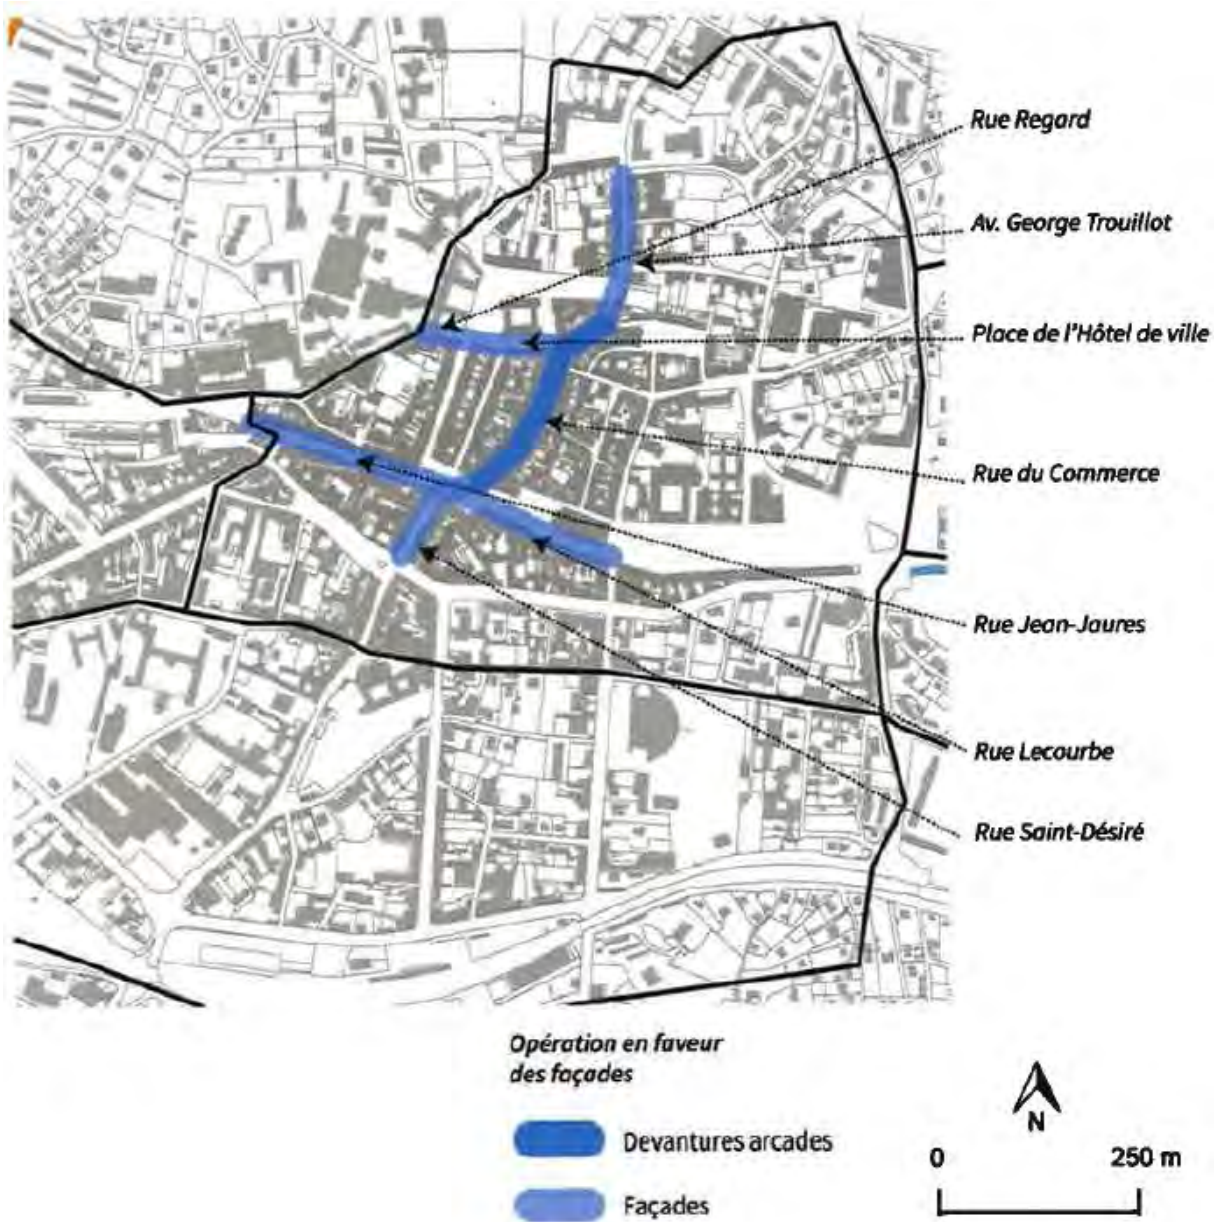 Rue Regard
Av. George Trouillot
Place de l'Hôtel de ville
Rue du Commerce
Rue Jean-Jaures
Rue Lecourbe
Rue Saint-Désiré
Opération en faveur
des façades
Devantures arcades
Façades
N
0 250 m